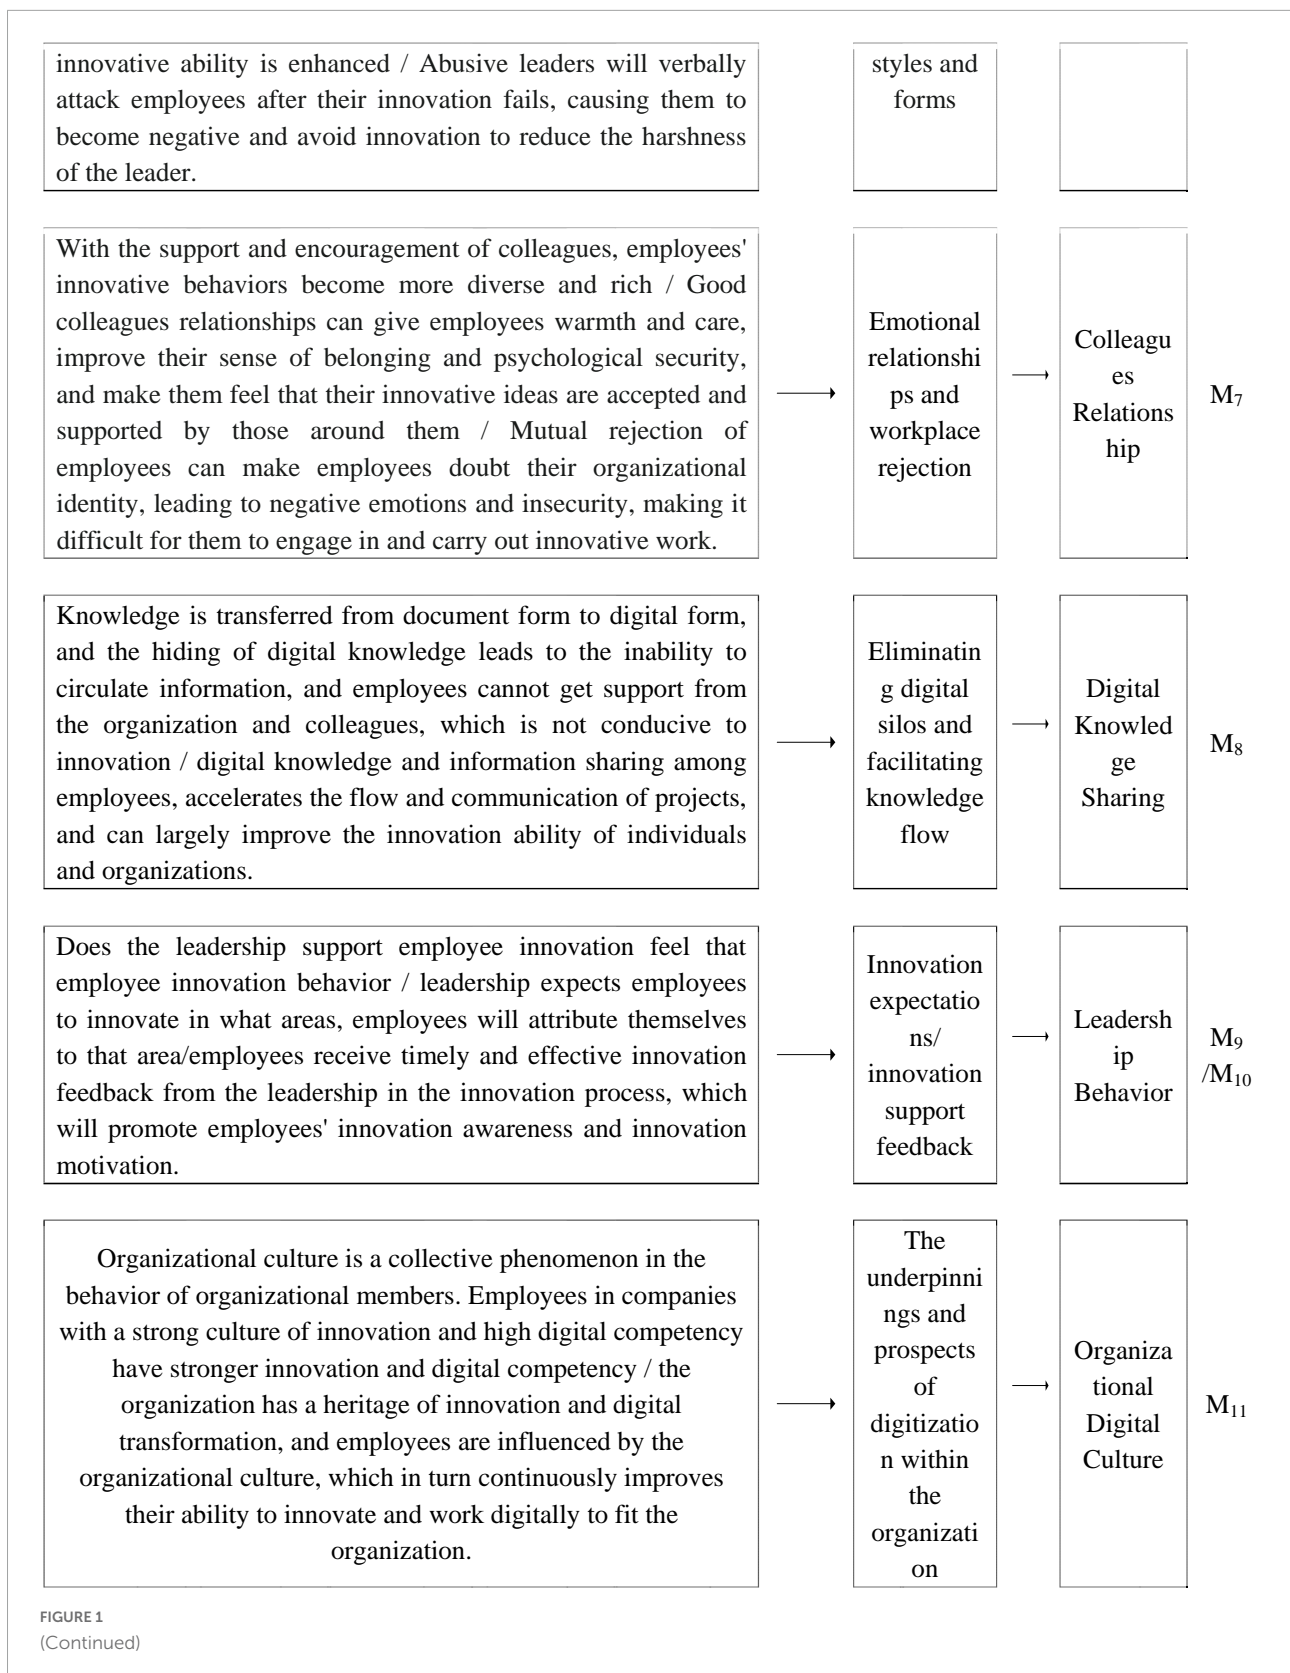 innovative ability is enhanced / Abusive leaders will verbally
attack employees after their innovation fails, causing them to
become negative and avoid innovation to reduce the harshness
of the leader.
styles and
forms
With the support and encouragement of colleagues, employees'
innovative behaviors become more diverse and rich / Good
colleagues relationships can give employees warmth and care,
improve their sense of belonging and psychological security,
and make them feel that their innovative ideas are accepted and
supported by those around them / Mutual rejection of
employees can make employees doubt their organizational
identity, leading to negative emotions and insecurity, making it
difficult for them to engage in and carry out innovative work.
Emotional
relationshi
ps and
workplace
rejection
Colleagu
es
Relations
hip
M7
Knowledge is transferred from document form to digital form,
and the hiding of digital knowledge leads to the inability to
circulate information, and employees cannot get support from
the organization and colleagues, which is not conducive to
innovation / digital knowledge and information sharing among
employees, accelerates the flow and communication of projects,
and can largely improve the innovation ability of individuals
and organizations.
Eliminatin
g digital
silos and
facilitating
knowledge
flow
Digital
Knowled
ge
Sharing
M8
Does the leadership support employee innovation feel that
employee innovation behavior / leadership expects employees
to innovate in what areas, employees will attribute themselves
to that area/employees receive timely and effective innovation
feedback from the leadership in the innovation process, which
will promote employees' innovation awareness and innovation
motivation.
Innovation
expectatio
ns/
innovation
support
feedback
Leadersh
ip
Behavior
M9
/M10
Organizational culture is a collective phenomenon in the
behavior of organizational members. Employees in companies
with a strong culture of innovation and high digital competency
have stronger innovation and digital competency / the
organization has a heritage of innovation and digital
transformation, and employees are influenced by the
organizational culture, which in turn continuously improves
their ability to innovate and work digitally to fit the
organization.
The
underpinni
ngs and
prospects
of
digitizatio
n within
the
organizati
on
Organiza
tional
Digital
Culture
M11
FIGURE 1
(Continued)